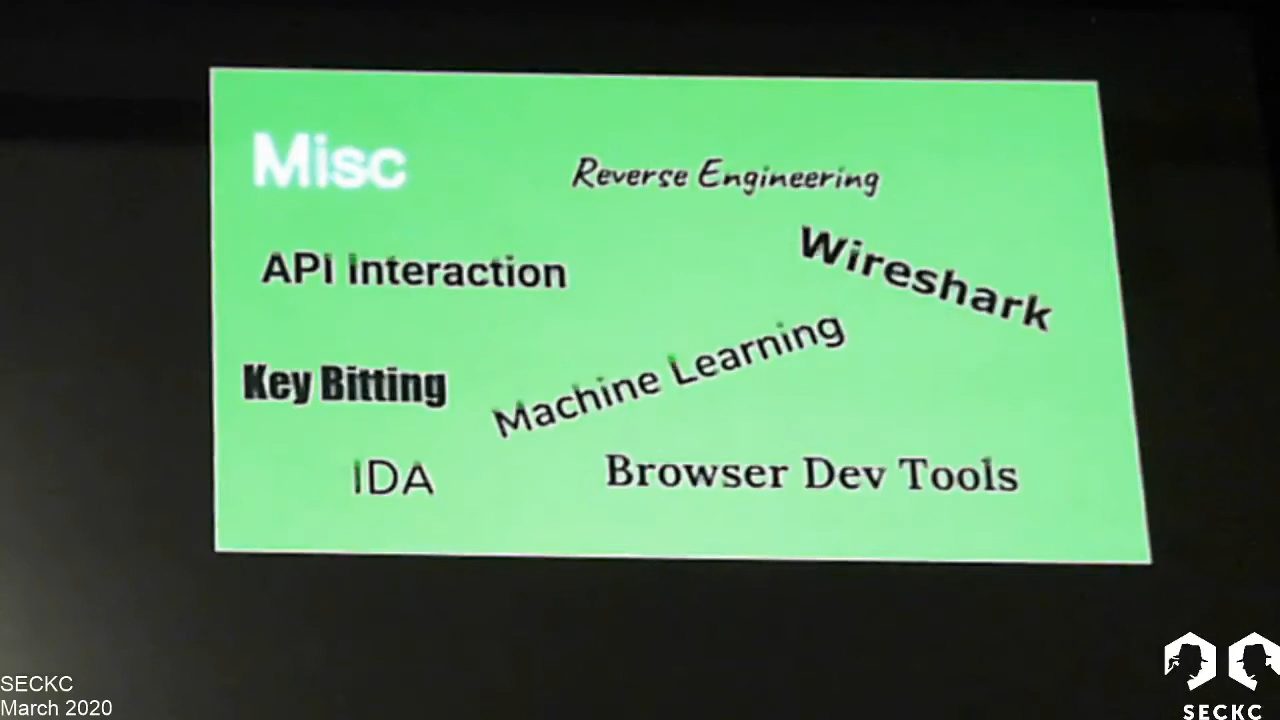 Misc
Reverse Engineering
Wireshark
API Interaction
Machine Learning
Key Bitting
IDA
Browser Dev Tools
SECKC
March 2020
SECKC